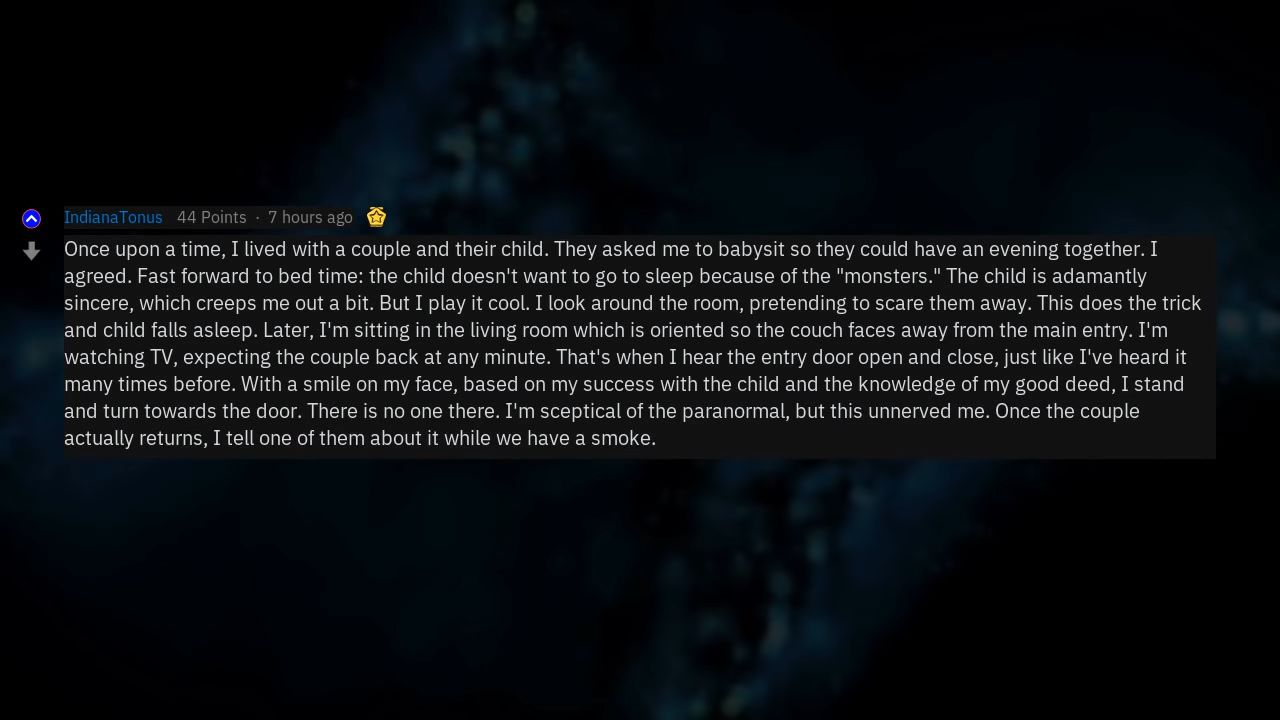 IndianaTonus 44 Points · 7 hours ago
Once upon a time, I lived with a couple and their child. They asked me to babysit so they could have an evening together. I
agreed. Fast forward to bed time: the child doesn't want to go to sleep because of the "monsters." The child is adamantly
sincere, which creeps me out a bit. But I play it cool. I look around the room, pretending to scare them away. This does the trick
and child falls asleep. Later, I'm sitting in the living room which is oriented so the couch faces away from the main entry. I'm
watching TV, expecting the couple back at any minute. That's when I hear the entry door open and close, just like I've heard it
many times before. With a smile on my face, based on my success with the child and the knowledge of my good deed, I stand
and turn towards the door. There is no one there. I'm sceptical of the paranormal, but this unnerved me. Once the couple
actually returns, I tell one of them about it while we have a smoke.